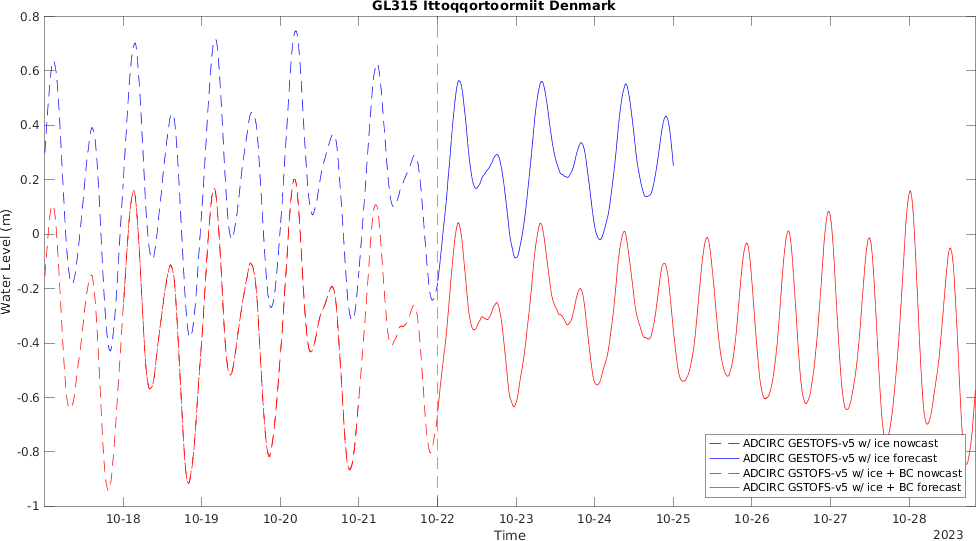 GL315 Ittoqqortoormiit Denmark
0.8
0.6
0.4
0.2
0
-0.2
-0.4
-0.6
-0.8
-1
Water Level (m)
ADCIRC GESTOFS-v5 w/ ice nowcast
ADCIRC GESTOFS-v5 w/ ice forecast
ADCIRC GSTOFS-v5 w/ ice + BC nowcast
ADCIRC GSTOFS-v5 w/ ice + BC forecast
10-18 10-19 10-20 10-21 10-22 10-23 10-24 10-25 10-26 10-27 10-28
Time
2023